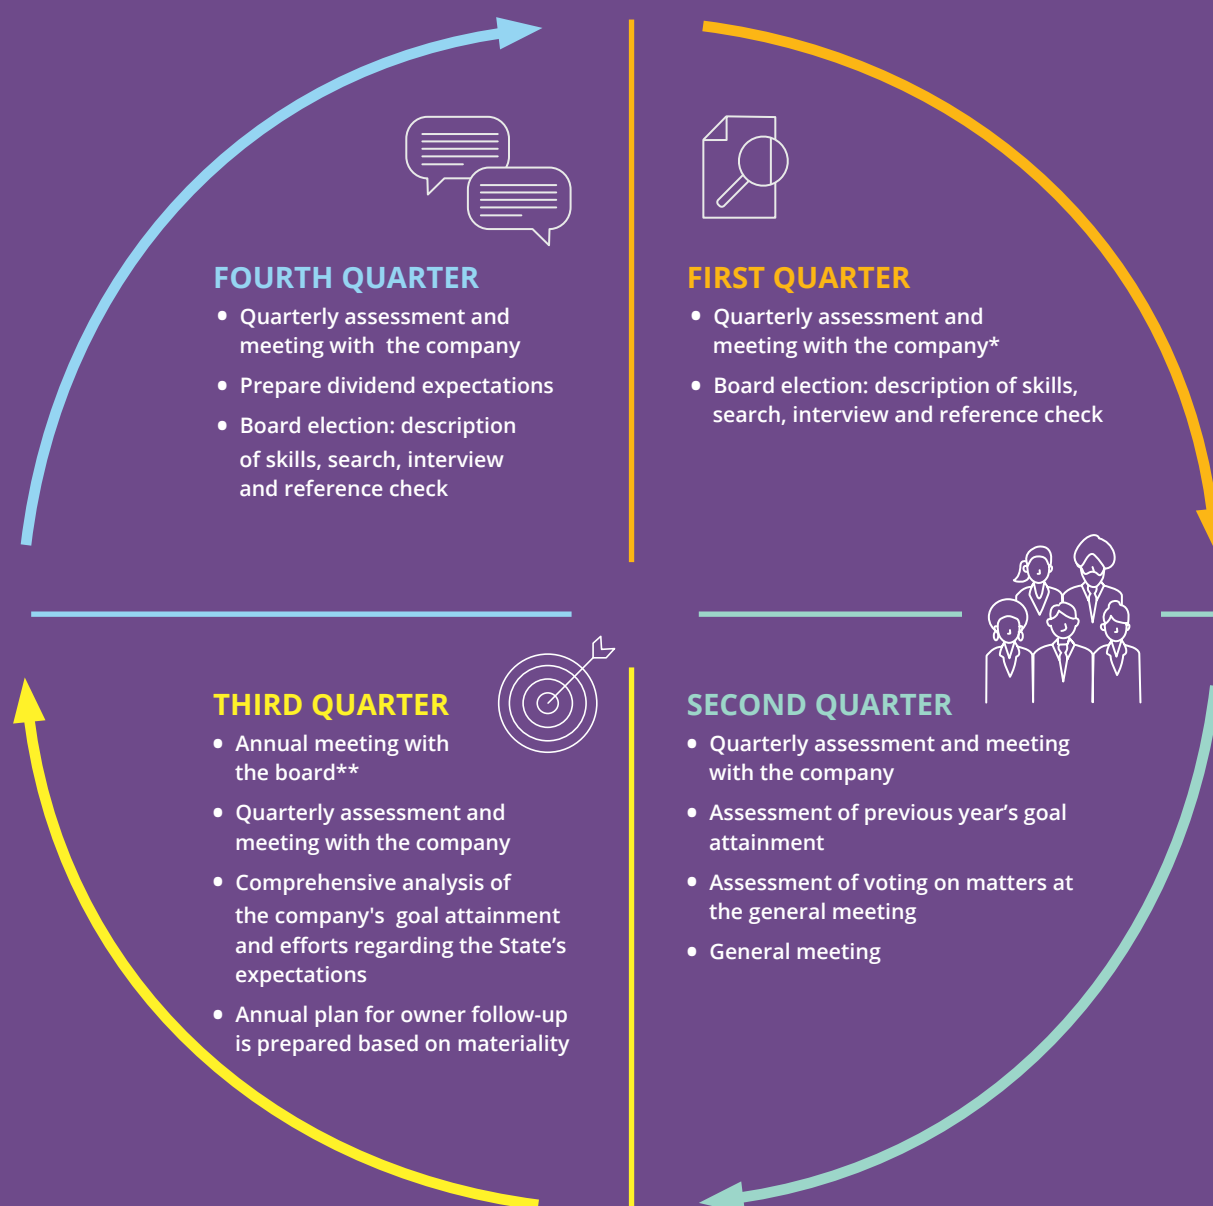 FOURTH QUARTER
• Quarterly assessment and
meeting with the company
• Prepare dividend expectations
• Board election: description
of skills, search, interview
and reference check
FIRST QUARTER
• Quarterly assessment and
meeting with the company*
• Board election: description of skills,
search, interview and reference check
THIRD QUARTER
• Annual meeting with
the board**
• Quarterly assessment and
meeting with the company
• Comprehensive analysis of
the company's goal attainment
and efforts regarding the State’s
expectations
• Annual plan for owner follow-up
is prepared based on materiality
SECOND QUARTER
• Quarterly assessment and meeting
with the company
• Assessment of previous year’s goal
attainment
• Assessment of voting on matters at
the general meeting
• General meeting